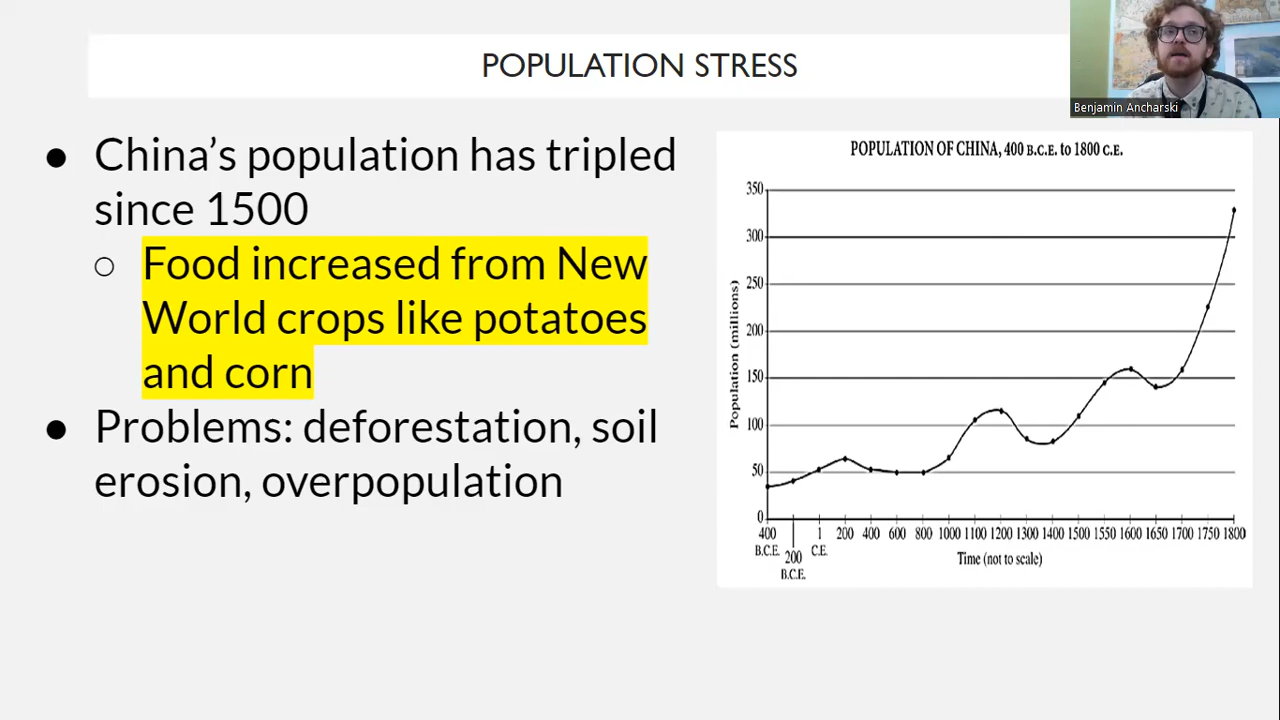 POPULATION STRESS
Benjamin Ancharski
● China’s population has tripled
since 1500
○ Food increased from New
World crops like potatoes
and corn
● Problems: deforestation, soil
erosion, overpopulation
POPULATION OF CHINA, 400 B.C.E. to 1800 C.E.
Population (millions)
350
300
250
200
150
100
50
0
400 200 1 200 400 600 800 1000 1100 1200 1300 1400 1500 1550 1600 1650 1700 1750 1800
B.C.E. B.C.E. C.E.
Time (not to scale)